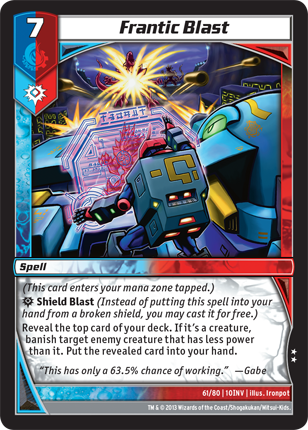 7
Frantic Blast
Spell
(This card enters your mana zone tapped.)
Shield Blast (Instead of putting this spell into
your hand from a broken shield, you may cast it for free.)
Reveal the top card of your deck. If it's a creature,
banish target enemy creature that has less power
than it. Put the revealed card into your hand.
"This has only a 63.5% chance of working." —Gabe
61/80 | 10INV | illus. Ironpot
TM & © 2013 Wizards of the Coast/Shogakukan/Mitsui-Kids.